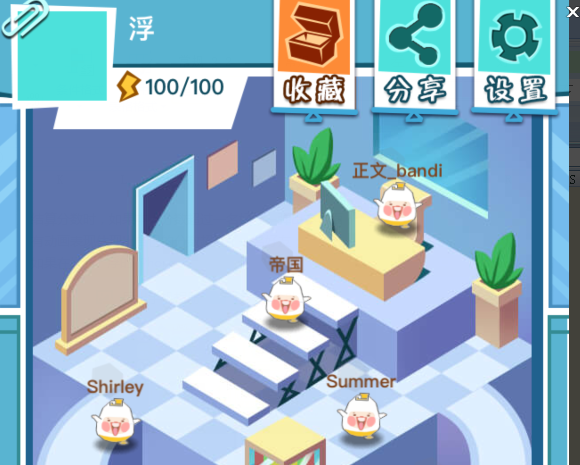 浮
100/100
收藏
分享
设置
正文_bandi
帝国
Shirley
Summer